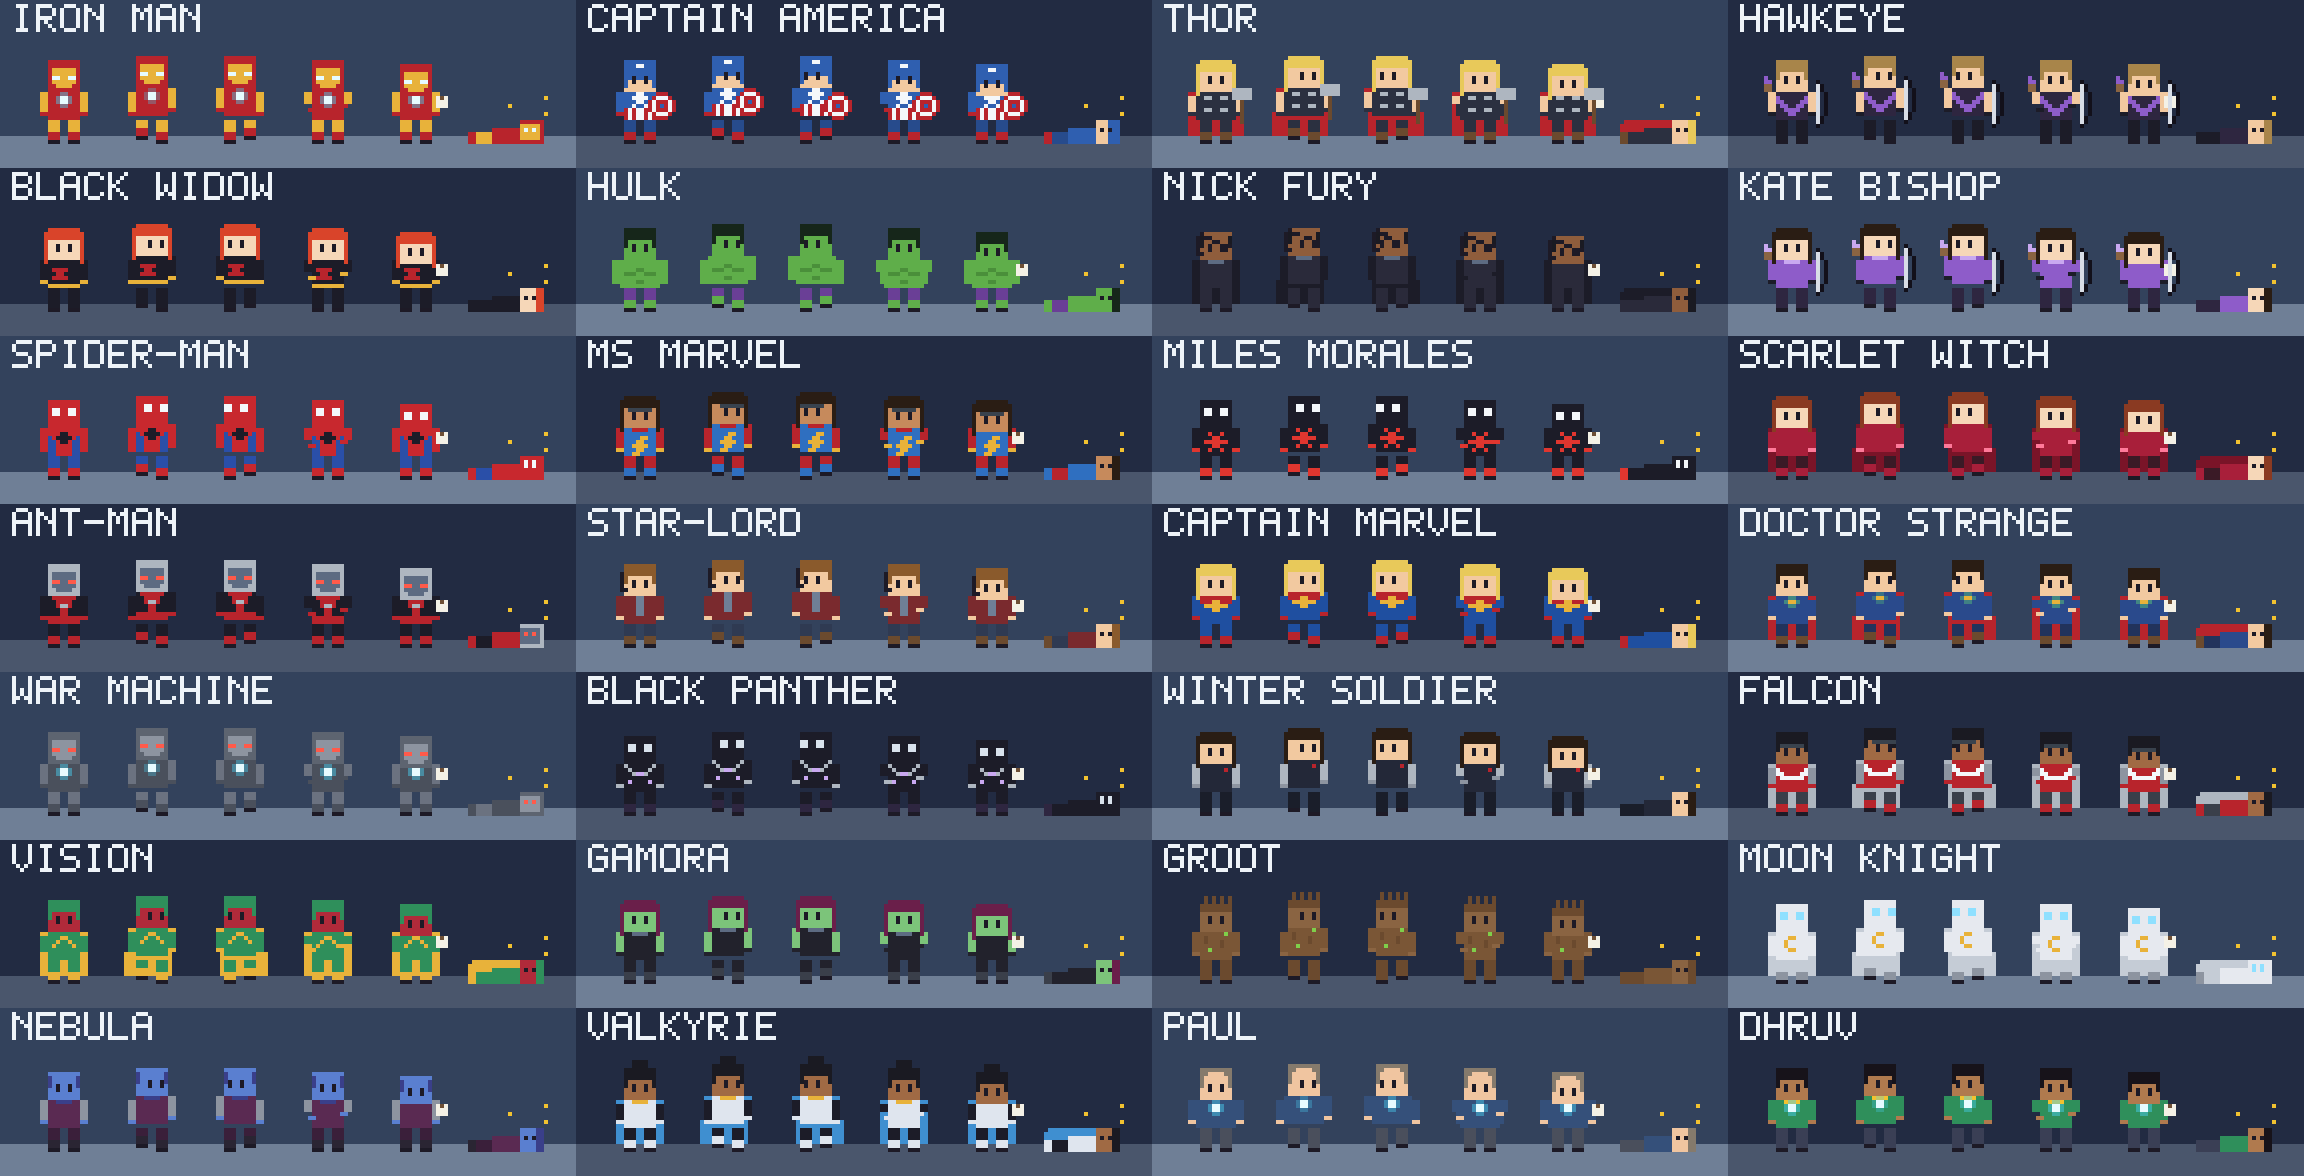 IRON MAN
CAPTAIN AMERICA
THOR
HAWKEYE
BLACK WIDOW
HULK
NICK FURY
KATE BISHOP
SPIDER-MAN
MS MARVEL
MILES MORALES
SCARLET WITCH
ANT-MAN
STAR-LORD
CAPTAIN MARVEL
DOCTOR STRANGE
WAR MACHINE
BLACK PANTHER
WINTER SOLDIER
FALCON
VISION
GAMORA
GROOT
MOON KNIGHT
NEBULA
VALKYRIE
PAUL
DHRUV